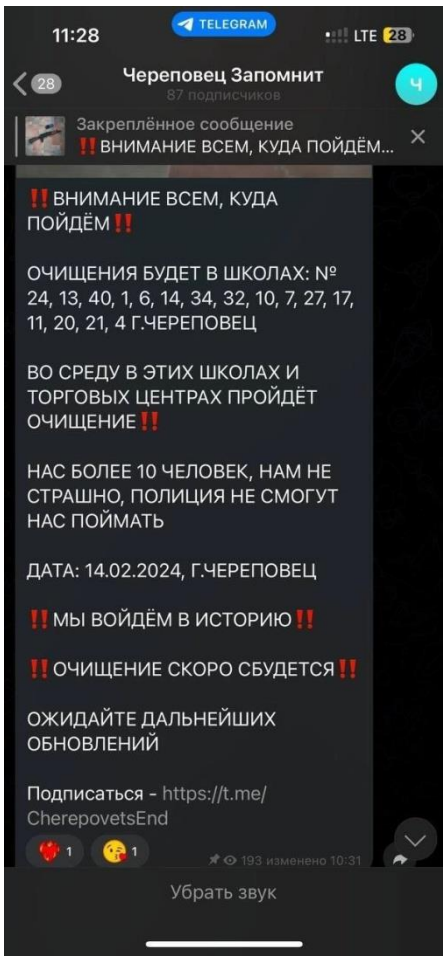 11:28
TELEGRAM
LTE 28
28
Череповец Запомнит
87 подписчиков
Ч
Закреплённое сообщение
‼️ВНИМАНИЕ ВСЕМ, КУДА ПОЙДЁМ...
‼️ВНИМАНИЕ ВСЕМ, КУДА
ПОЙДЁМ‼️
ОЧИЩЕНИЯ БУДЕТ В ШКОЛАХ: №
24, 13, 40, 1, 6, 14, 34, 32, 10, 7, 27, 17,
11, 20, 21, 4 Г.ЧЕРЕПОВЕЦ
ВО СРЕДУ В ЭТИХ ШКОЛАХ И
ТОРГОВЫХ ЦЕНТРАХ ПРОЙДЁТ
ОЧИЩЕНИЕ‼️
НАС БОЛЕЕ 10 ЧЕЛОВЕК, НАМ НЕ
СТРАШНО, ПОЛИЦИЯ НЕ СМОГУТ
НАС ПОЙМАТЬ
ДАТА: 14.02.2024, Г.ЧЕРЕПОВЕЦ
‼️МЫ ВОЙДЁМ В ИСТОРИЮ‼️
‼️ОЧИЩЕНИЕ СКОРО СБУДЕТСЯ‼️
ОЖИДАЙТЕ ДАЛЬНЕЙШИХ
ОБНОВЛЕНИЙ
Подписаться - https://t.me/
CherepovetsEnd
1 1
193 изменено 10:31
Убрать звук